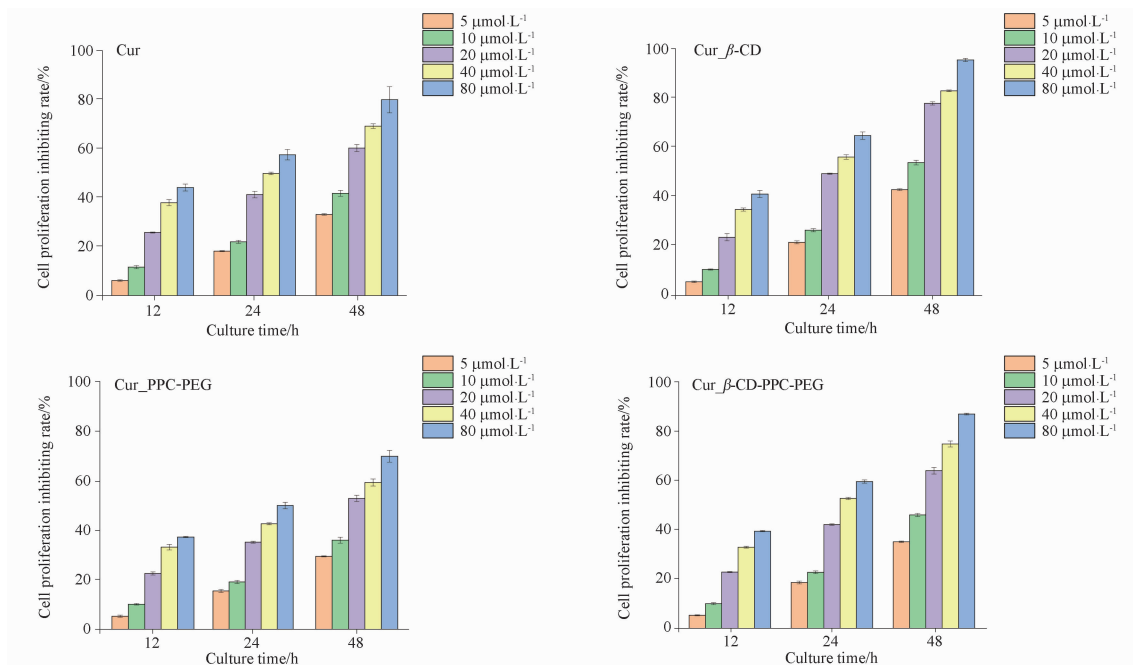 Cur
5 μmol·L⁻¹
10 μmol·L⁻¹
20 μmol·L⁻¹
40 μmol·L⁻¹
80 μmol·L⁻¹
Cell proliferation inhibiting rate/%
100
80
60
40
20
0
12 24 48
Culture time/h
Cur_β-CD
5 μmol·L⁻¹
10 μmol·L⁻¹
20 μmol·L⁻¹
40 μmol·L⁻¹
80 μmol·L⁻¹
Cell proliferation inhibiting rate/%
100
80
60
40
20
0
12 24 48
Culture time/h
Cur_PPC-PEG
5 μmol·L⁻¹
10 μmol·L⁻¹
20 μmol·L⁻¹
40 μmol·L⁻¹
80 μmol·L⁻¹
Cell proliferation inhibiting rate/%
100
80
60
40
20
0
12 24 48
Culture time/h
Cur_β-CD-PPC-PEG
5 μmol·L⁻¹
10 μmol·L⁻¹
20 μmol·L⁻¹
40 μmol·L⁻¹
80 μmol·L⁻¹
Cell proliferation inhibiting rate/%
100
80
60
40
20
0
12 24 48
Culture time/h